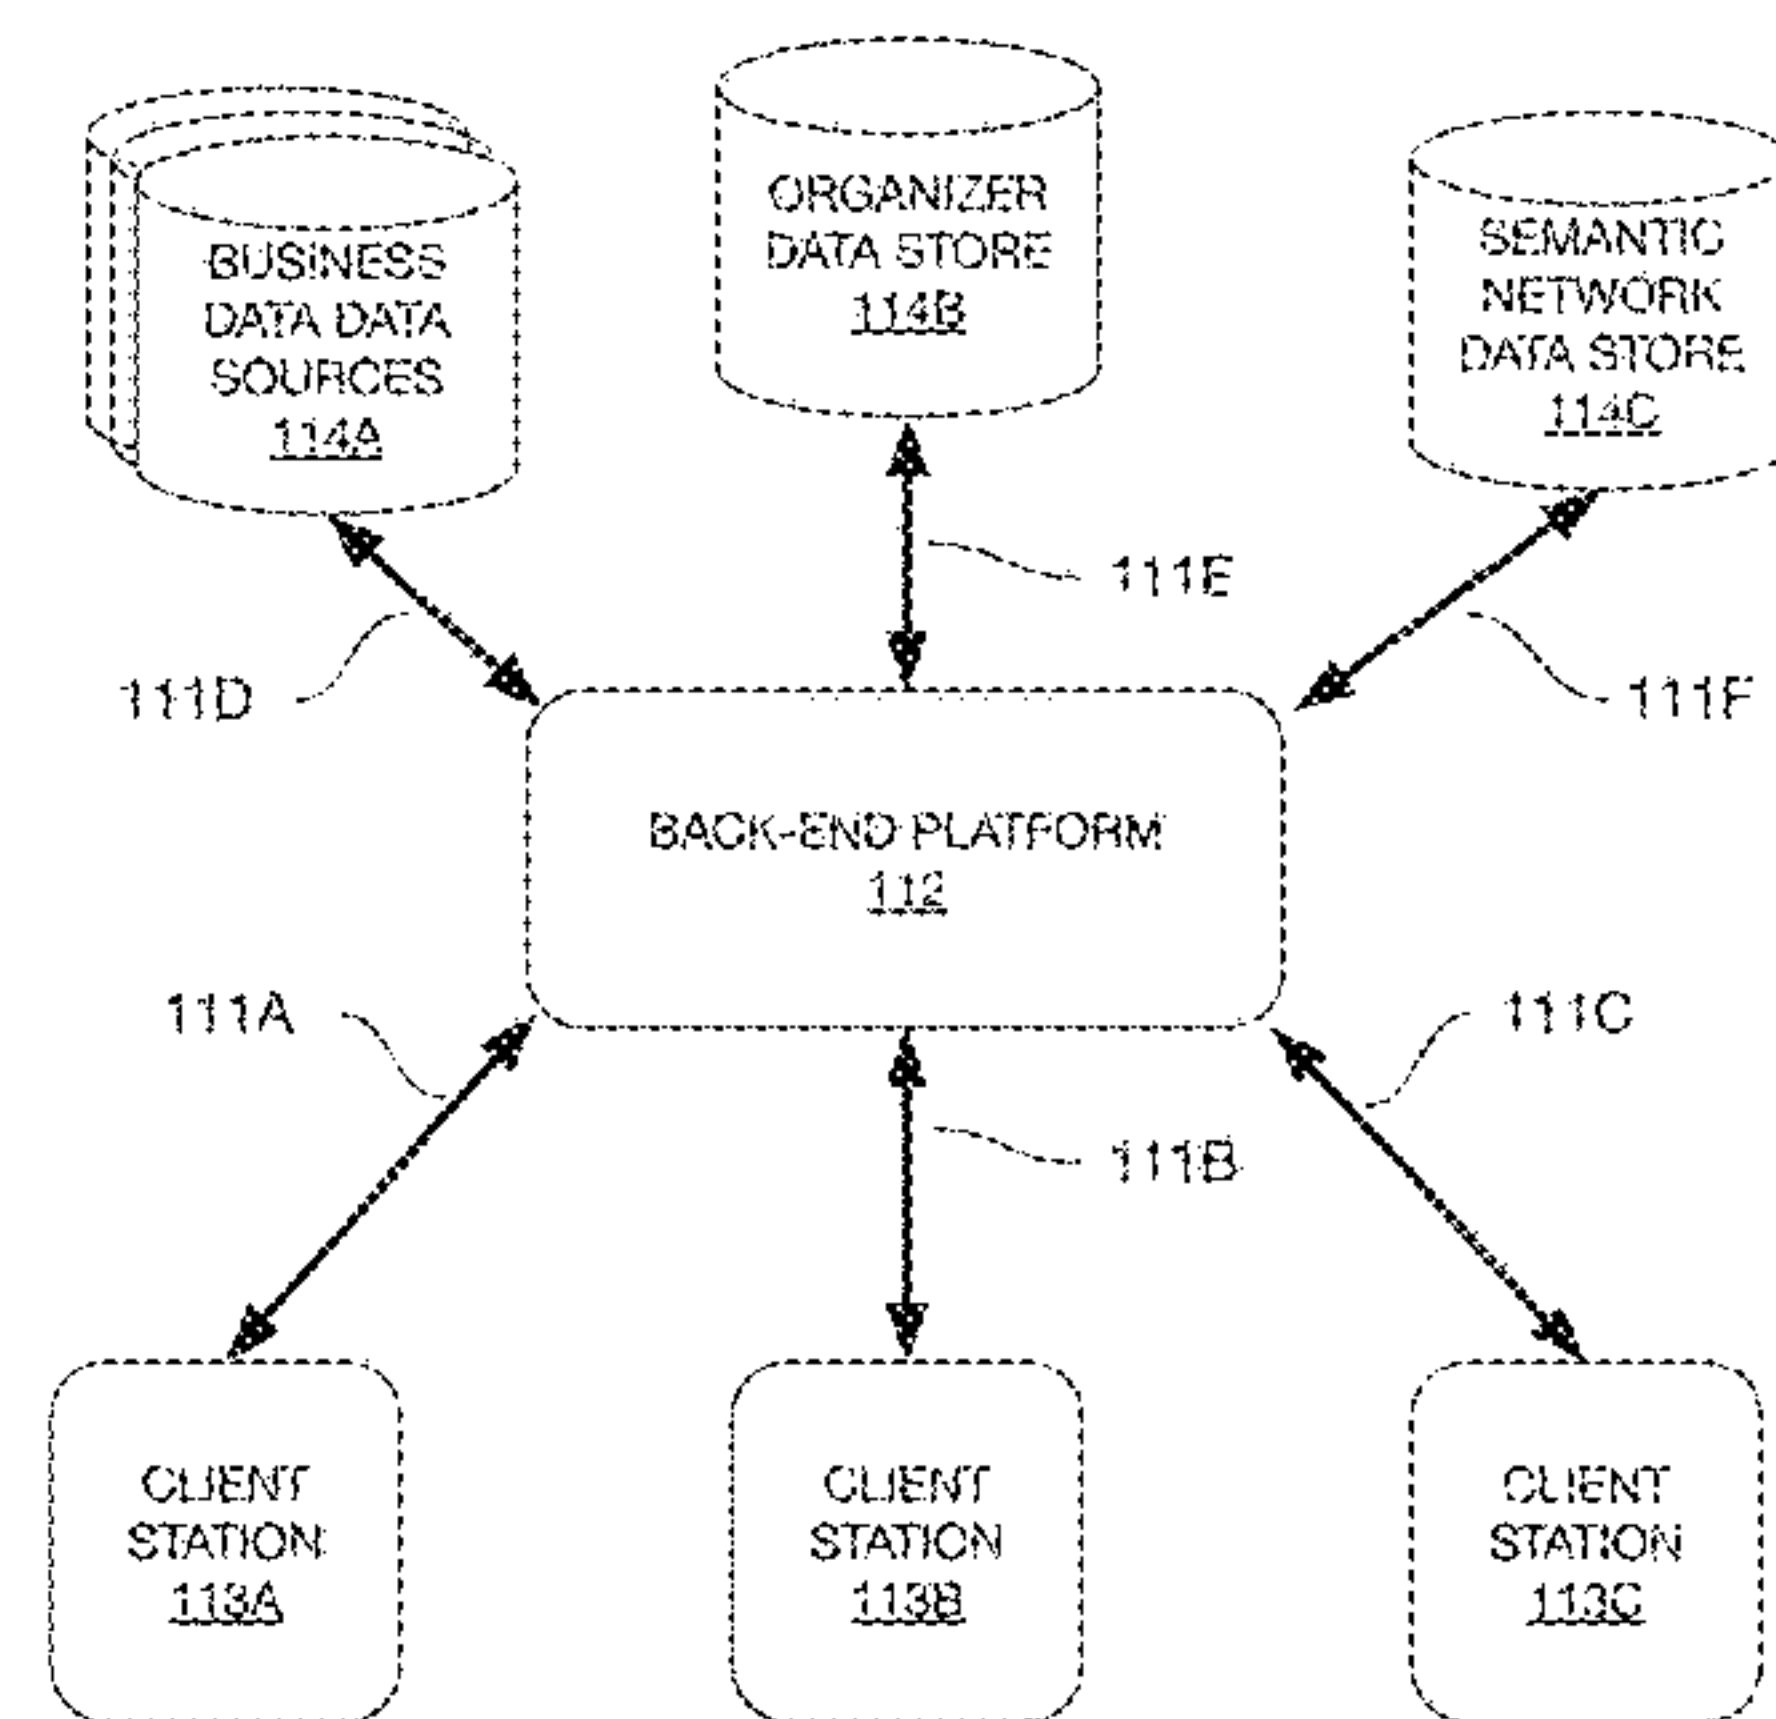 ORGANIZER
DATA STORE
114B
BUSINESS
DATA DATA
SOURCES
114A
SEMANTIC
NETWORK
DATA STORE
114C
111E
111D
111F
BACK-END PLATFORM
112
111A
111C
111B
CLIENT
STATION
113A
CLIENT
STATION
113B
CLIENT
STATION
113C